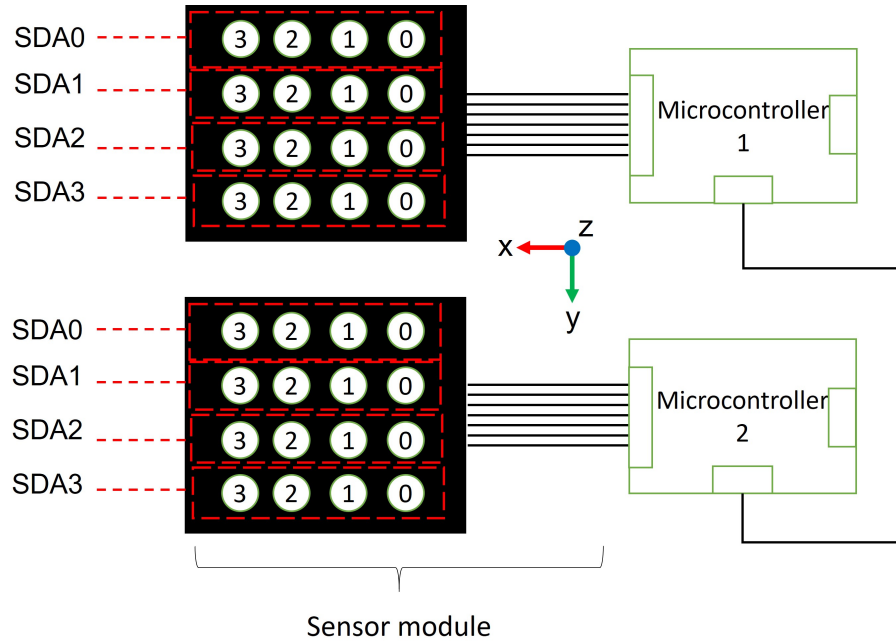 SDA0 3 2 1 0
SDA1 3 2 1 0
SDA2 3 2 1 0
SDA3 3 2 1 0
Microcontroller
1
x z
y
SDA0 3 2 1 0
SDA1 3 2 1 0
SDA2 3 2 1 0
SDA3 3 2 1 0
Microcontroller
2
Sensor module